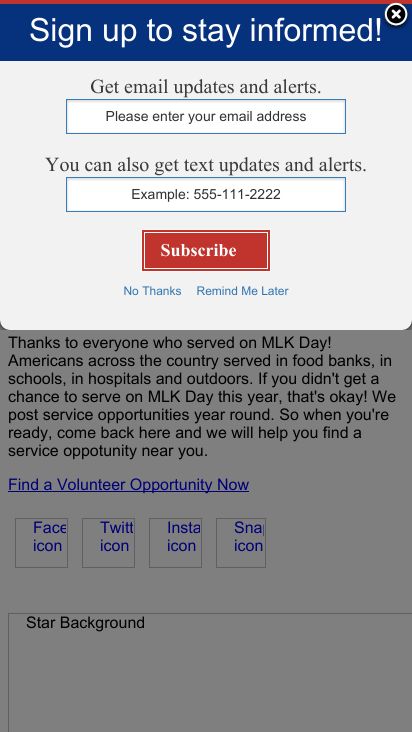 Sign up to stay informed!
Get email updates and alerts.
Please enter your email address
You can also get text updates and alerts.
Example: 555-111-2222
Subscribe
No Thanks Remind Me Later
Thanks to everyone who served on MLK Day!
Americans across the country served in food banks, in
schools, in hospitals and outdoors. If you didn't get a
chance to serve on MLK Day this year, that's okay! We
post service opportunities year round. So when you're
ready, come back here and we will help you find a
service oppotunity near you.
Find a Volunteer Opportunity Now
Face Twitt Insta Snap
icon icon icon icon
Star Background